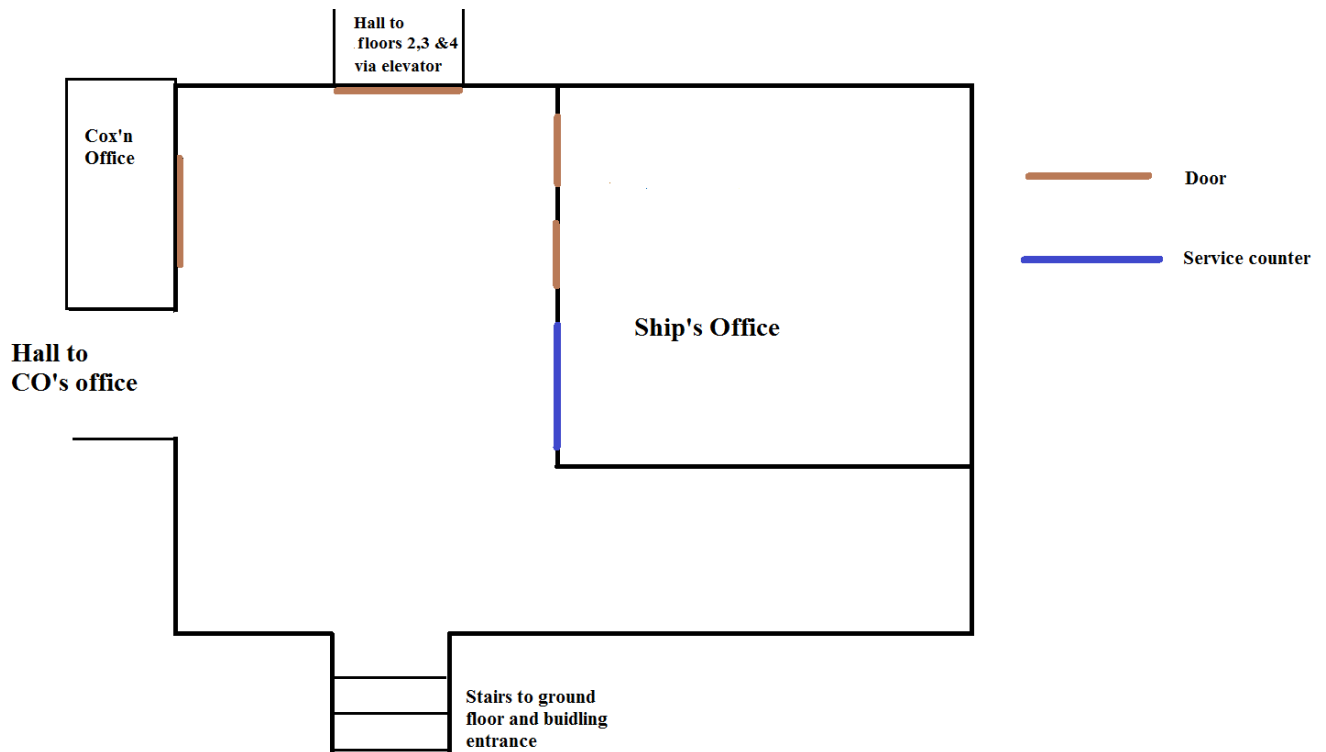 Hall to
floors 2,3 &4
via elevator
Cox'n
Office
Door
Service counter
Ship's Office
Hall to
CO's office
Stairs to ground
floor and buidling
entrance